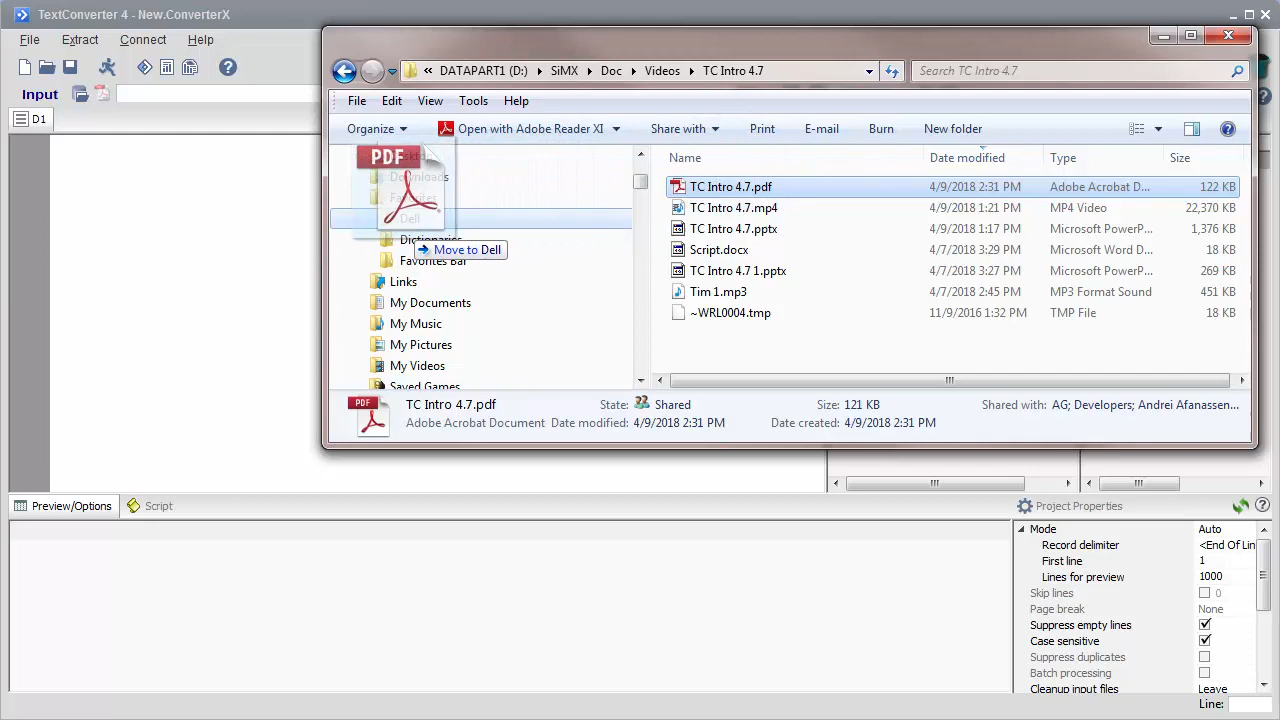 TextConverter 4 - New.ConverterX
File Extract Connect Help
Input
D1
« DATAPART1 (D:) SiMX Doc Videos TC Intro 4.7
Search TC Intro 4.7
File Edit View Tools Help
Organize Open with Adobe Reader XI Share with Print E-mail Burn New folder
PDF
Desktop
Downloads
Favorites
Dell
Dictionaries
Move to Dell
Favorites Bar
Links
My Documents
My Music
My Pictures
My Videos
Saved Games
Name Date modified Type Size
TC Intro 4.7.pdf 4/9/2018 2:31 PM Adobe Acrobat D... 122 KB
TC Intro 4.7.mp4 4/9/2018 1:21 PM MP4 Video 22,370 KB
TC Intro 4.7.pptx 4/9/2018 1:17 PM Microsoft PowerP... 1,376 KB
Script.docx 4/7/2018 3:29 PM Microsoft Word D... 18 KB
TC Intro 4.7 1.pptx 4/7/2018 3:27 PM Microsoft PowerP... 269 KB
Tim 1.mp3 4/7/2018 2:45 PM MP3 Format Sound 451 KB
~WRL0004.tmp 11/9/2016 1:32 PM TMP File 18 KB
PDF
TC Intro 4.7.pdf State: Shared Size: 121 KB Shared with: AG; Developers; Andrei Afanassen...
Adobe Acrobat Document Date modified: 4/9/2018 2:31 PM Date created: 4/9/2018 2:31 PM
Preview/Options Script
Project Properties
Mode Auto
Record delimiter <End Of Lin
First line 1
Lines for preview 1000
Skip lines 0
Page break None
Suppress empty lines
Case sensitive
Suppress duplicates
Batch processing
Cleanup input files Leave
Line: